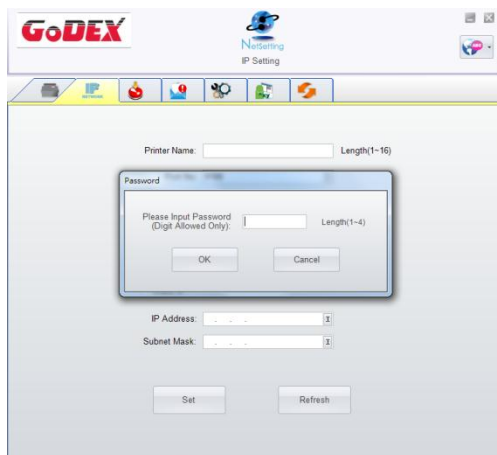 GoDEX
NetSetting
IP Setting
IP
Printer Name:
Length(1~16)
Password
Please Input Password
(Digit Allowed Only):
Length(1~4)
OK
Cancel
IP Address:
Subnet Mask:
Set
Refresh